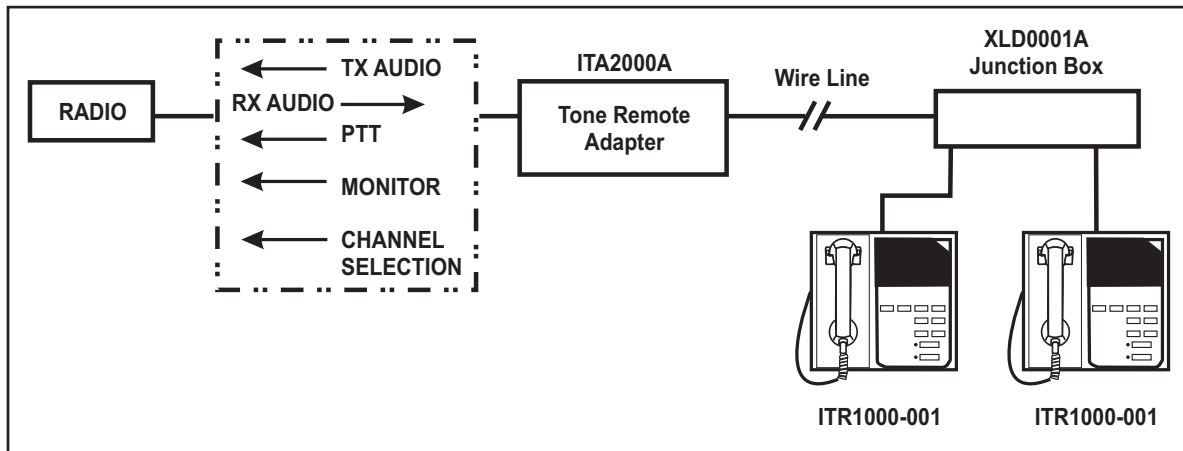 RADIO
TX AUDIO
RX AUDIO
PTT
MONITOR
CHANNEL
SELECTION
ITA2000A
Tone Remote
Adapter
Wire Line
XLD0001A
Junction Box
ITR1000-001
ITR1000-001